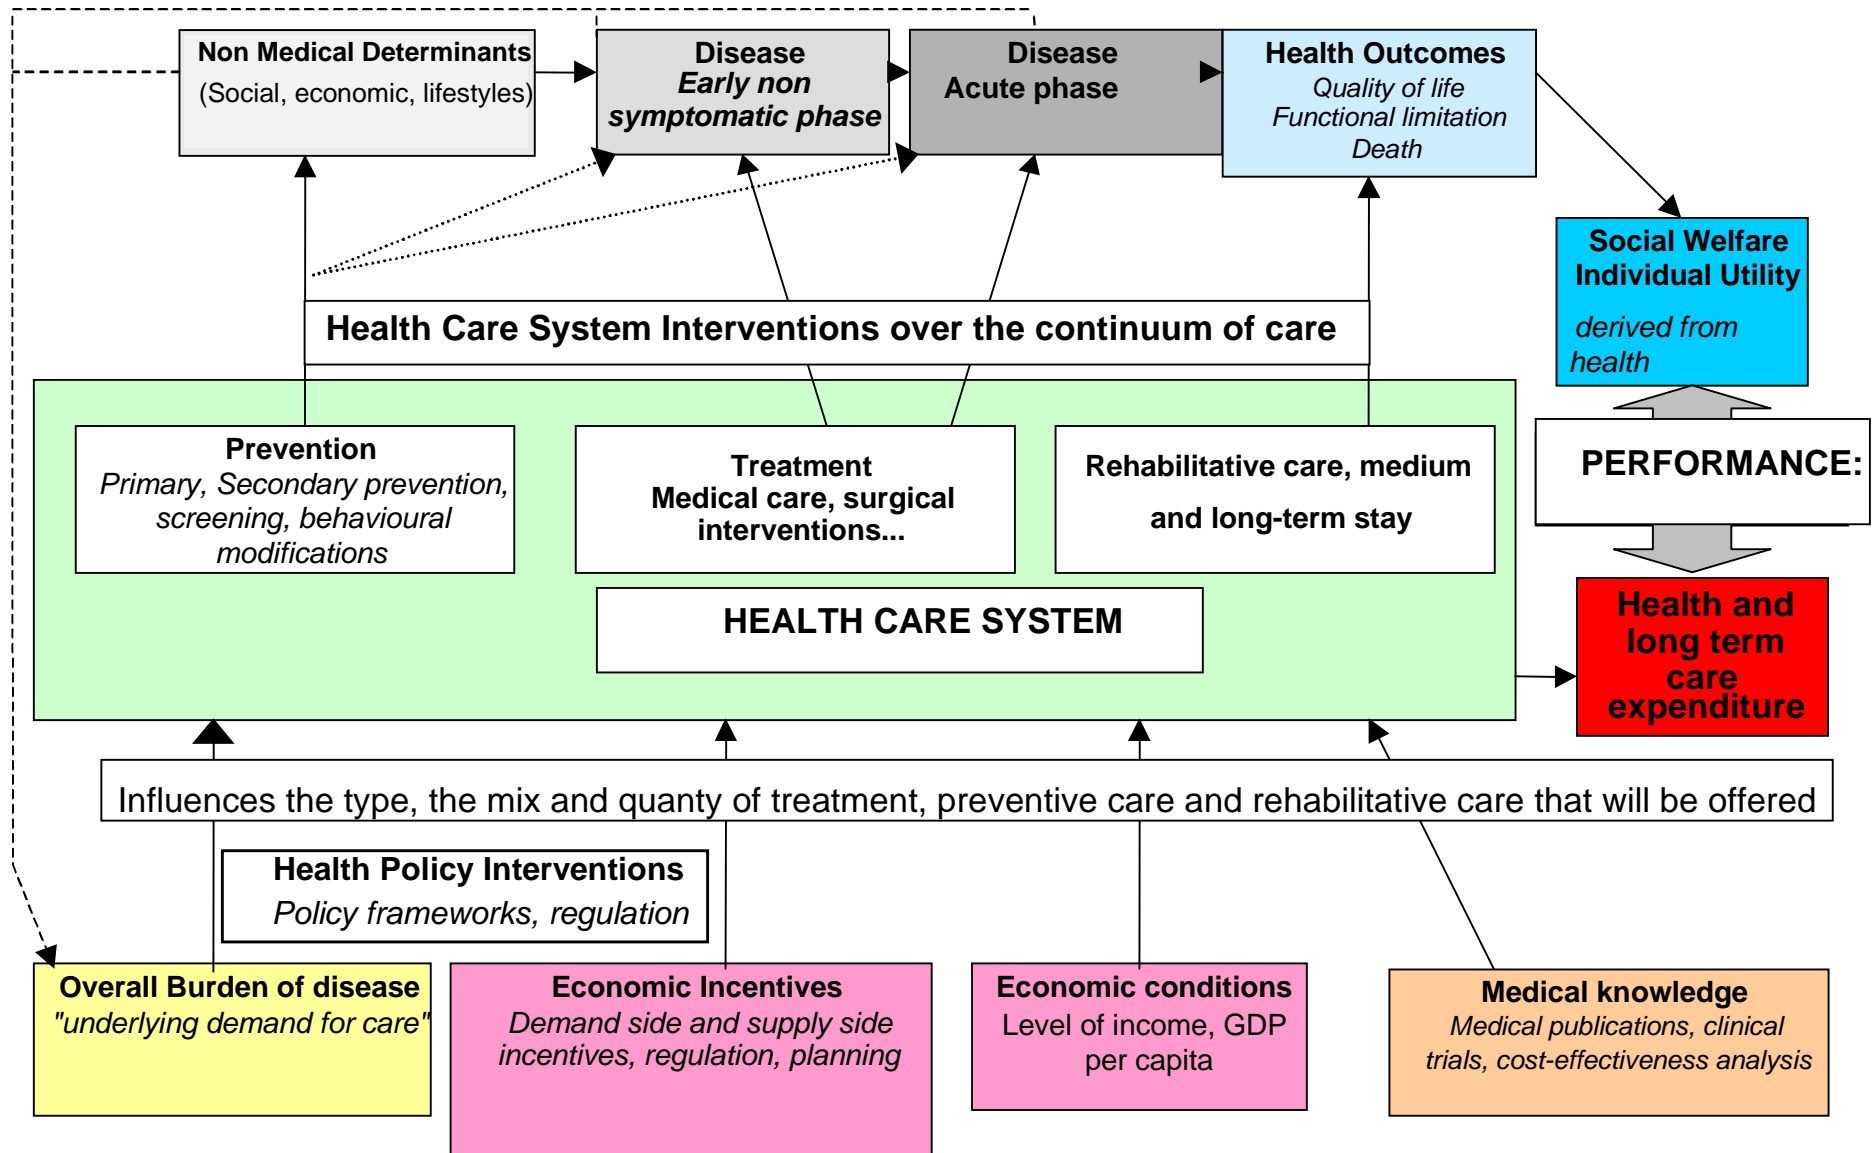 Non Medical Determinants
(Social, economic, lifestyles)
Disease
Early non
symptomatic phase
Disease
Acute phase
Health Outcomes
Quality of life
Functional limitation
Death
Social Welfare
Individual Utility
derived from
health
Health Care System Interventions over the continuum of care
Prevention
Primary, Secondary prevention,
screening, behavioural
modifications
Treatment
Medical care, surgical
interventions...
Rehabilitative care, medium
and long-term stay
PERFORMANCE:
HEALTH CARE SYSTEM
Health and
long term
care
expenditure
Influences the type, the mix and quanty of treatment, preventive care and rehabilitative care that will be offered
Health Policy Interventions
Policy frameworks, regulation
Overall Burden of disease
"underlying demand for care"
Economic Incentives
Demand side and supply side
incentives, regulation, planning
Economic conditions
Level of income, GDP
per capita
Medical knowledge
Medical publications, clinical
trials, cost-effectiveness analysis